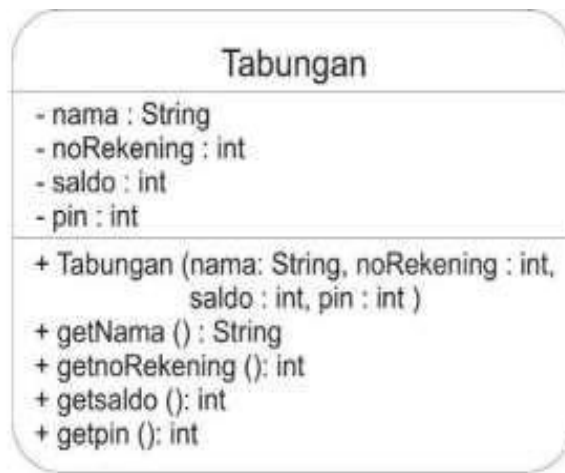 Tabungan
- nama : String
- noRekening : int
- saldo : int
- pin : int
+ Tabungan (nama: String, noRekening : int,
saldo : int, pin : int )
+ getNama () : String
+ getnoRekening (): int
+ getsaldo (): int
+ getpin (): int